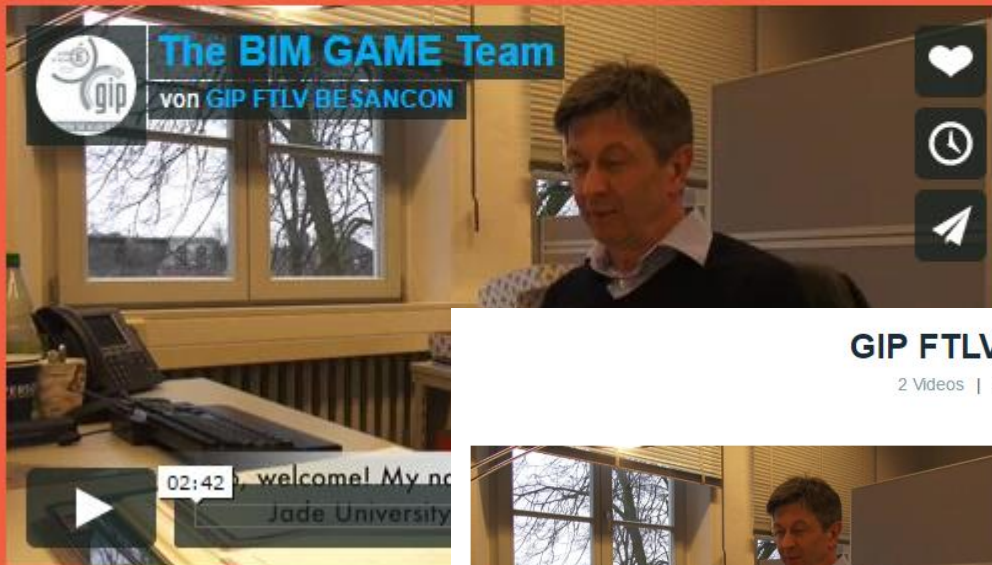 The BIM GAME Team
von GIP FTLV BESANCON
gip
GIP FTLV
2 Videos |
02:42
, welcome! My na
Jade University